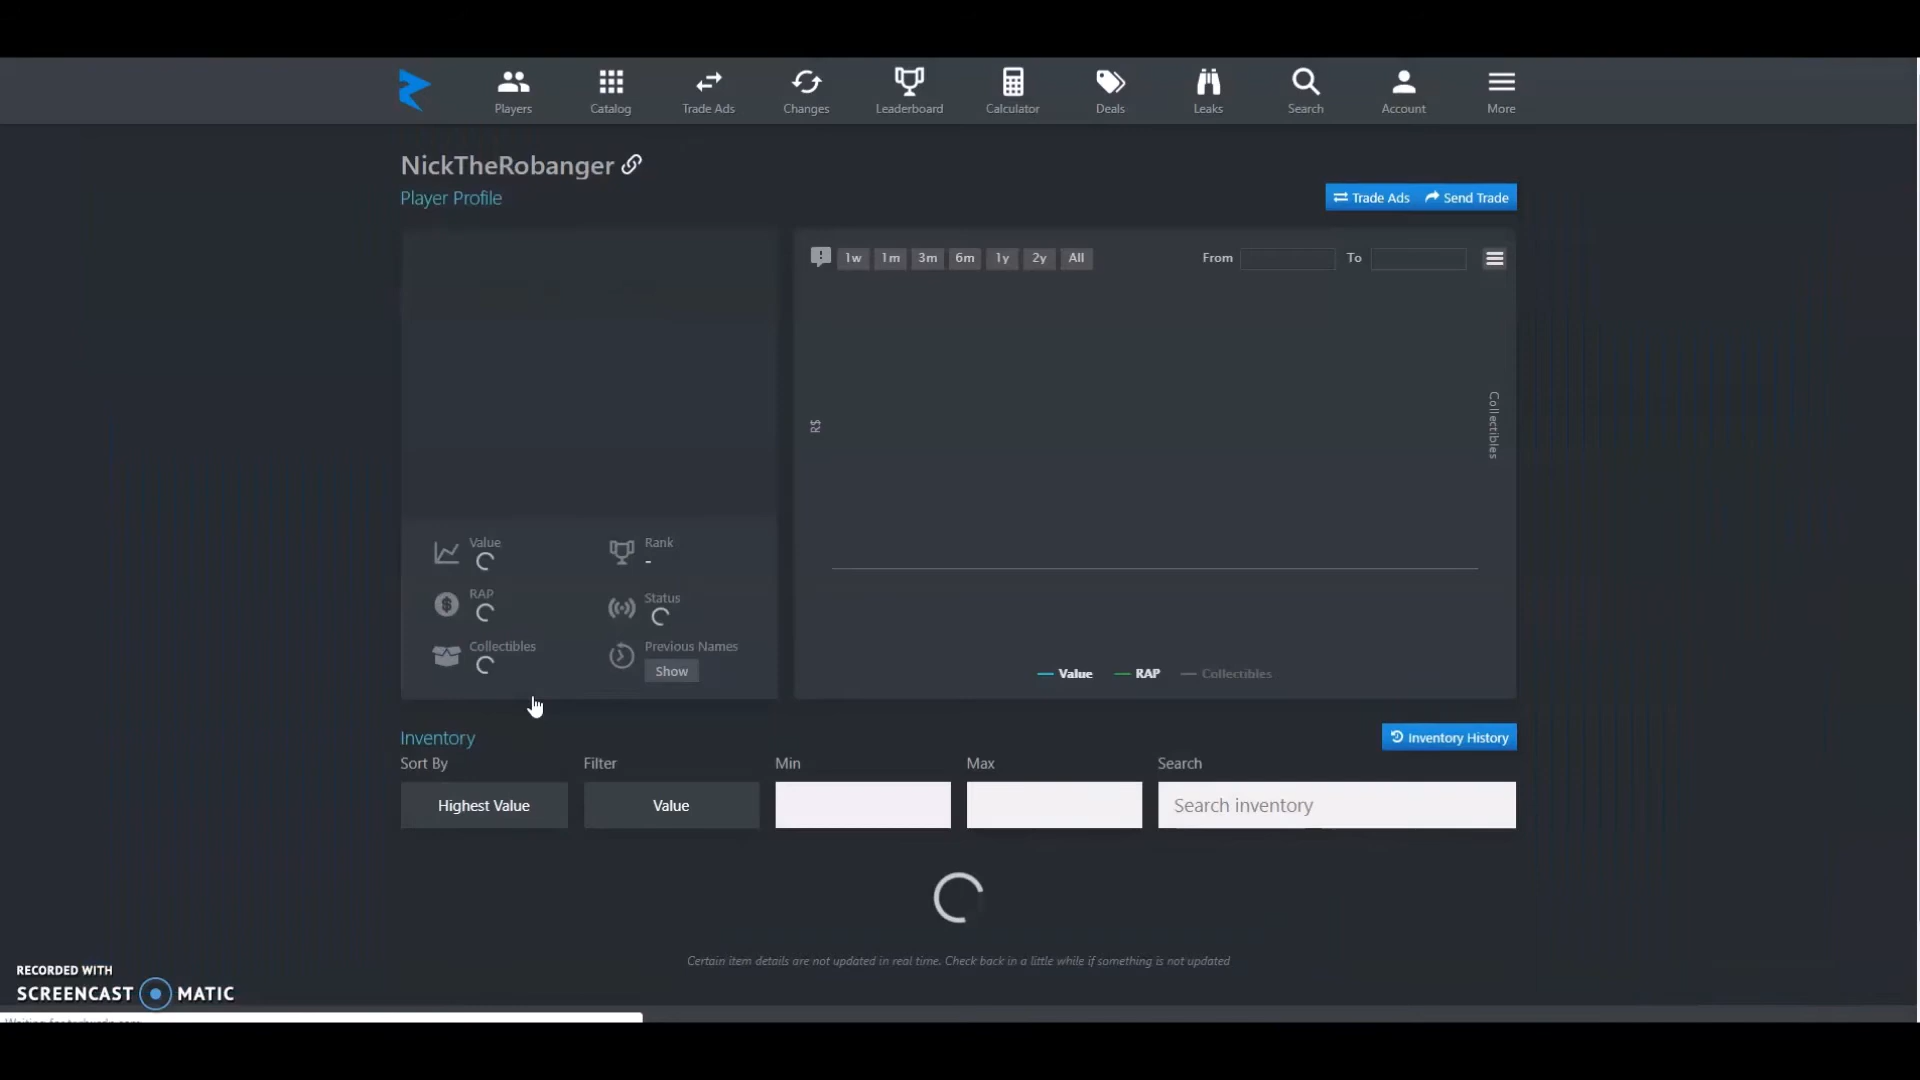 Players
Catalog
Trade Ads
Changes
Leaderboard
Calculator
Deals
Leaks
Search
Account
More
NickTheRobanger
Player Profile
Trade Ads
Send Trade
1w
1m
3m
6m
1y
2y
All
From
To
R$
Collectibles
Value
Rank
-
RAP
Status
Collectibles
Previous Names
Show
Value
RAP
Collectibles
Inventory
Inventory History
Sort By
Filter
Min
Max
Search
Highest Value
Value
Search inventory
Certain item details are not updated in real time. Check back in a little while if something is not updated
RECORDED WITH
SCREENCAST MATIC